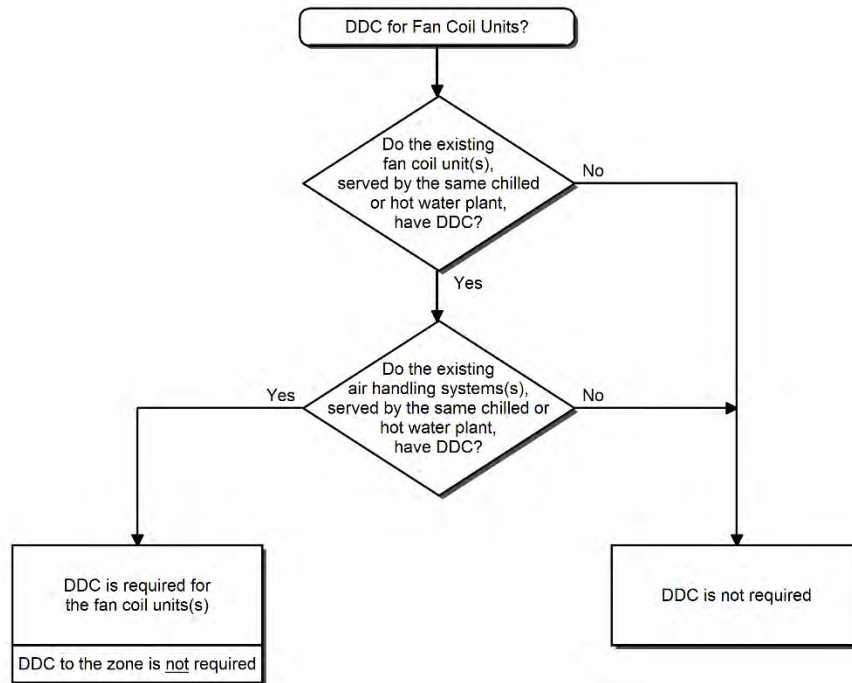 DDC for Fan Coil Units?
Do the existing
fan coil unit(s),
served by the same chilled
or hot water plant,
have DDC?
No
Yes
Do the existing
air handling systems(s),
served by the same chilled or
hot water plant,
have DDC?
Yes
No
DDC is required for
the fan coil units(s)
DDC to the zone is not required
DDC is not required